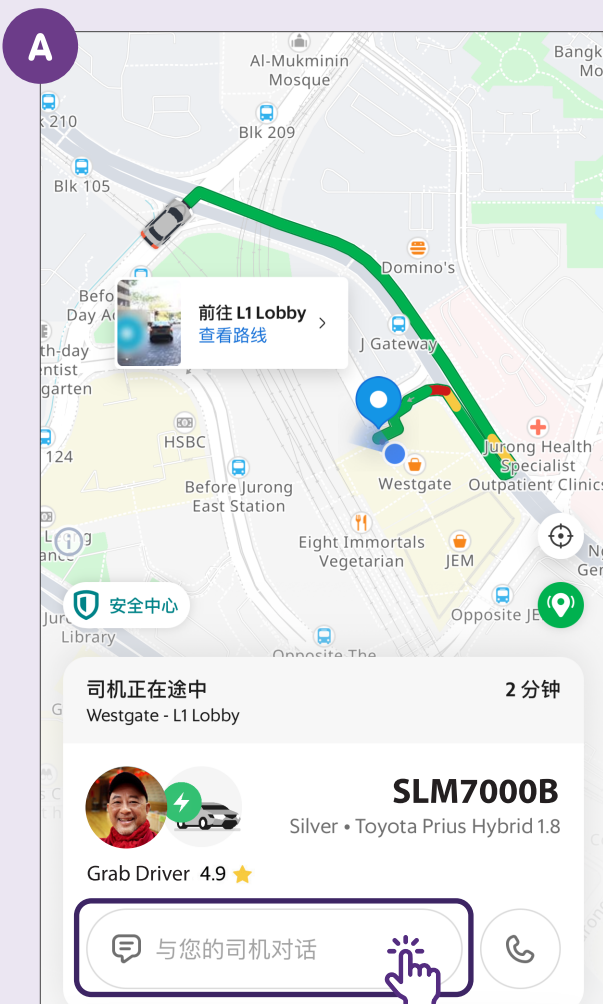 A
Al-Mukminin
Mosque
Bangk
Mo
210
Blk 209
Blk 105
Domino's
Befo
Day A
前往 L1 Lobby
查看路线
J Gateway
th-day
entist
garten
HSBC
124
Before Jurong
East Station
Westgate
Jurong Health
Specialist
Outpatient Clinics
Eight Immortals
Vegetarian
JEM
Ng
Ger
安全中心
Opposite JE
Library
Opposite The
司机正在途中
2 分钟
Westgate - L1 Lobby
SLM7000B
Silver • Toyota Prius Hybrid 1.8
Grab Driver 4.9
与您的司机对话